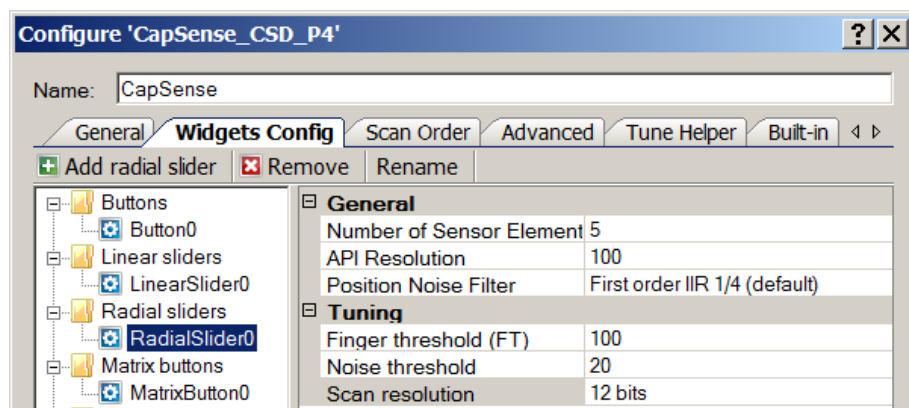 Configure 'CapSense_CSD_P4'
Name: CapSense
General Widgets Config Scan Order Advanced Tune Helper Built-in
Add radial slider Remove Rename
Buttons
Button0
Linear sliders
LinearSlider0
Radial sliders
RadialSlider0
Matrix buttons
MatrixButton0
General
Number of Sensor Element 5
API Resolution 100
Position Noise Filter First order IIR 1/4 (default)
Tuning
Finger threshold (FT) 100
Noise threshold 20
Scan resolution 12 bits